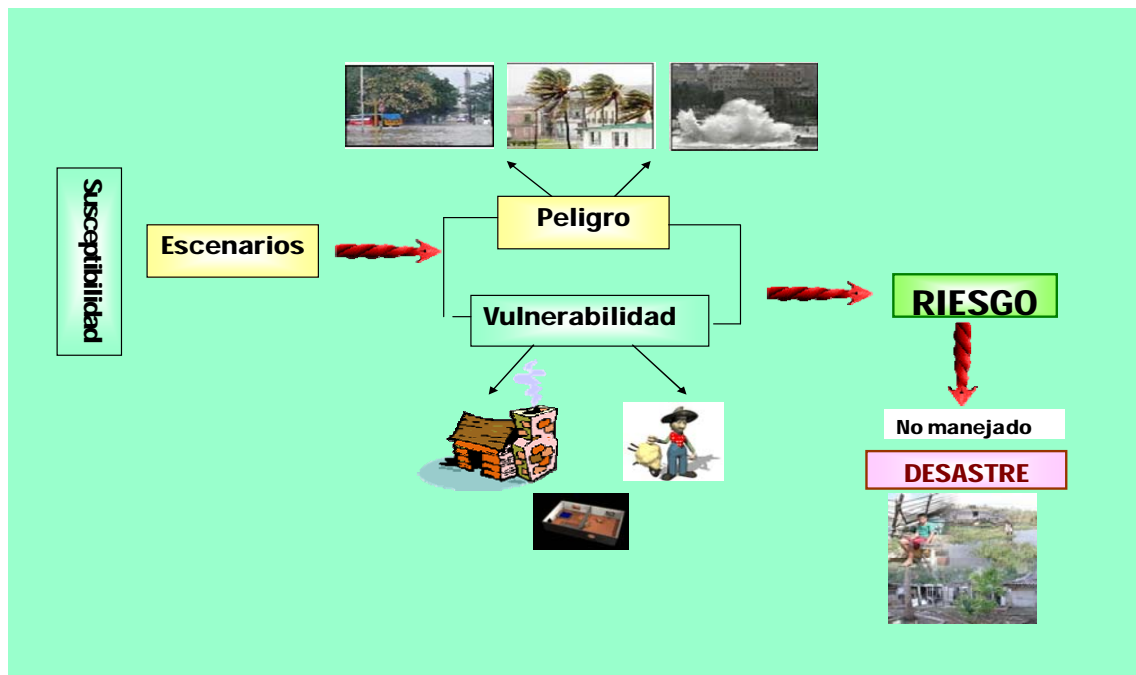 Susceptibilidad
Escenarios
Peligro
Vulnerabilidad
RIESGO
No manejado
DESASTRE